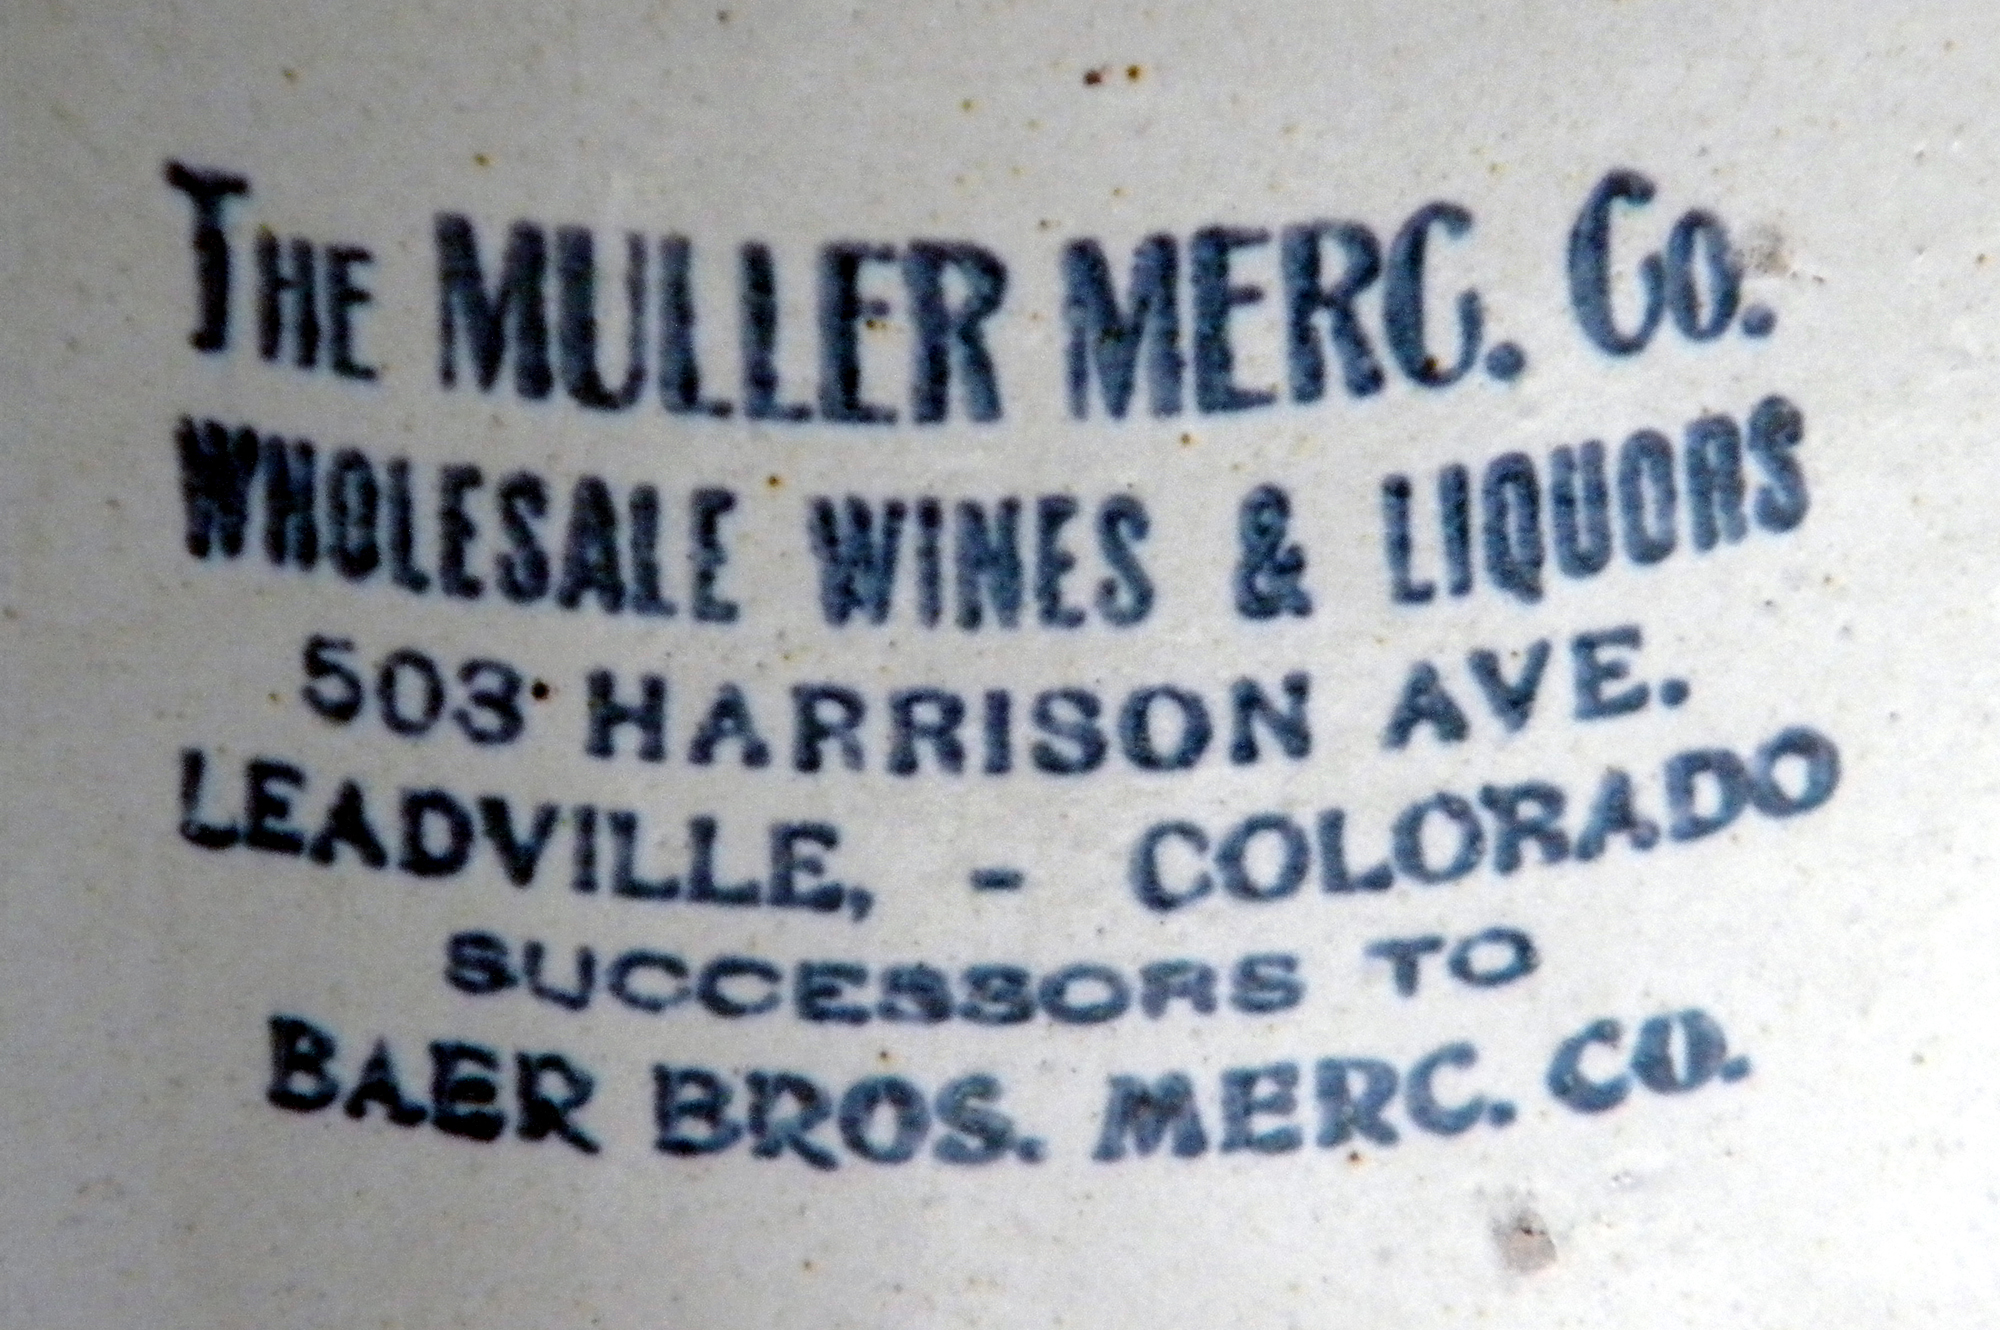 THE MULLER MERC. CO.
WHOLESALE WINES & LIQUORS
503 HARRISON AVE.
LEADVILLE, - COLORADO
SUCCESSORS TO
BAER BROS. MERC. CO.